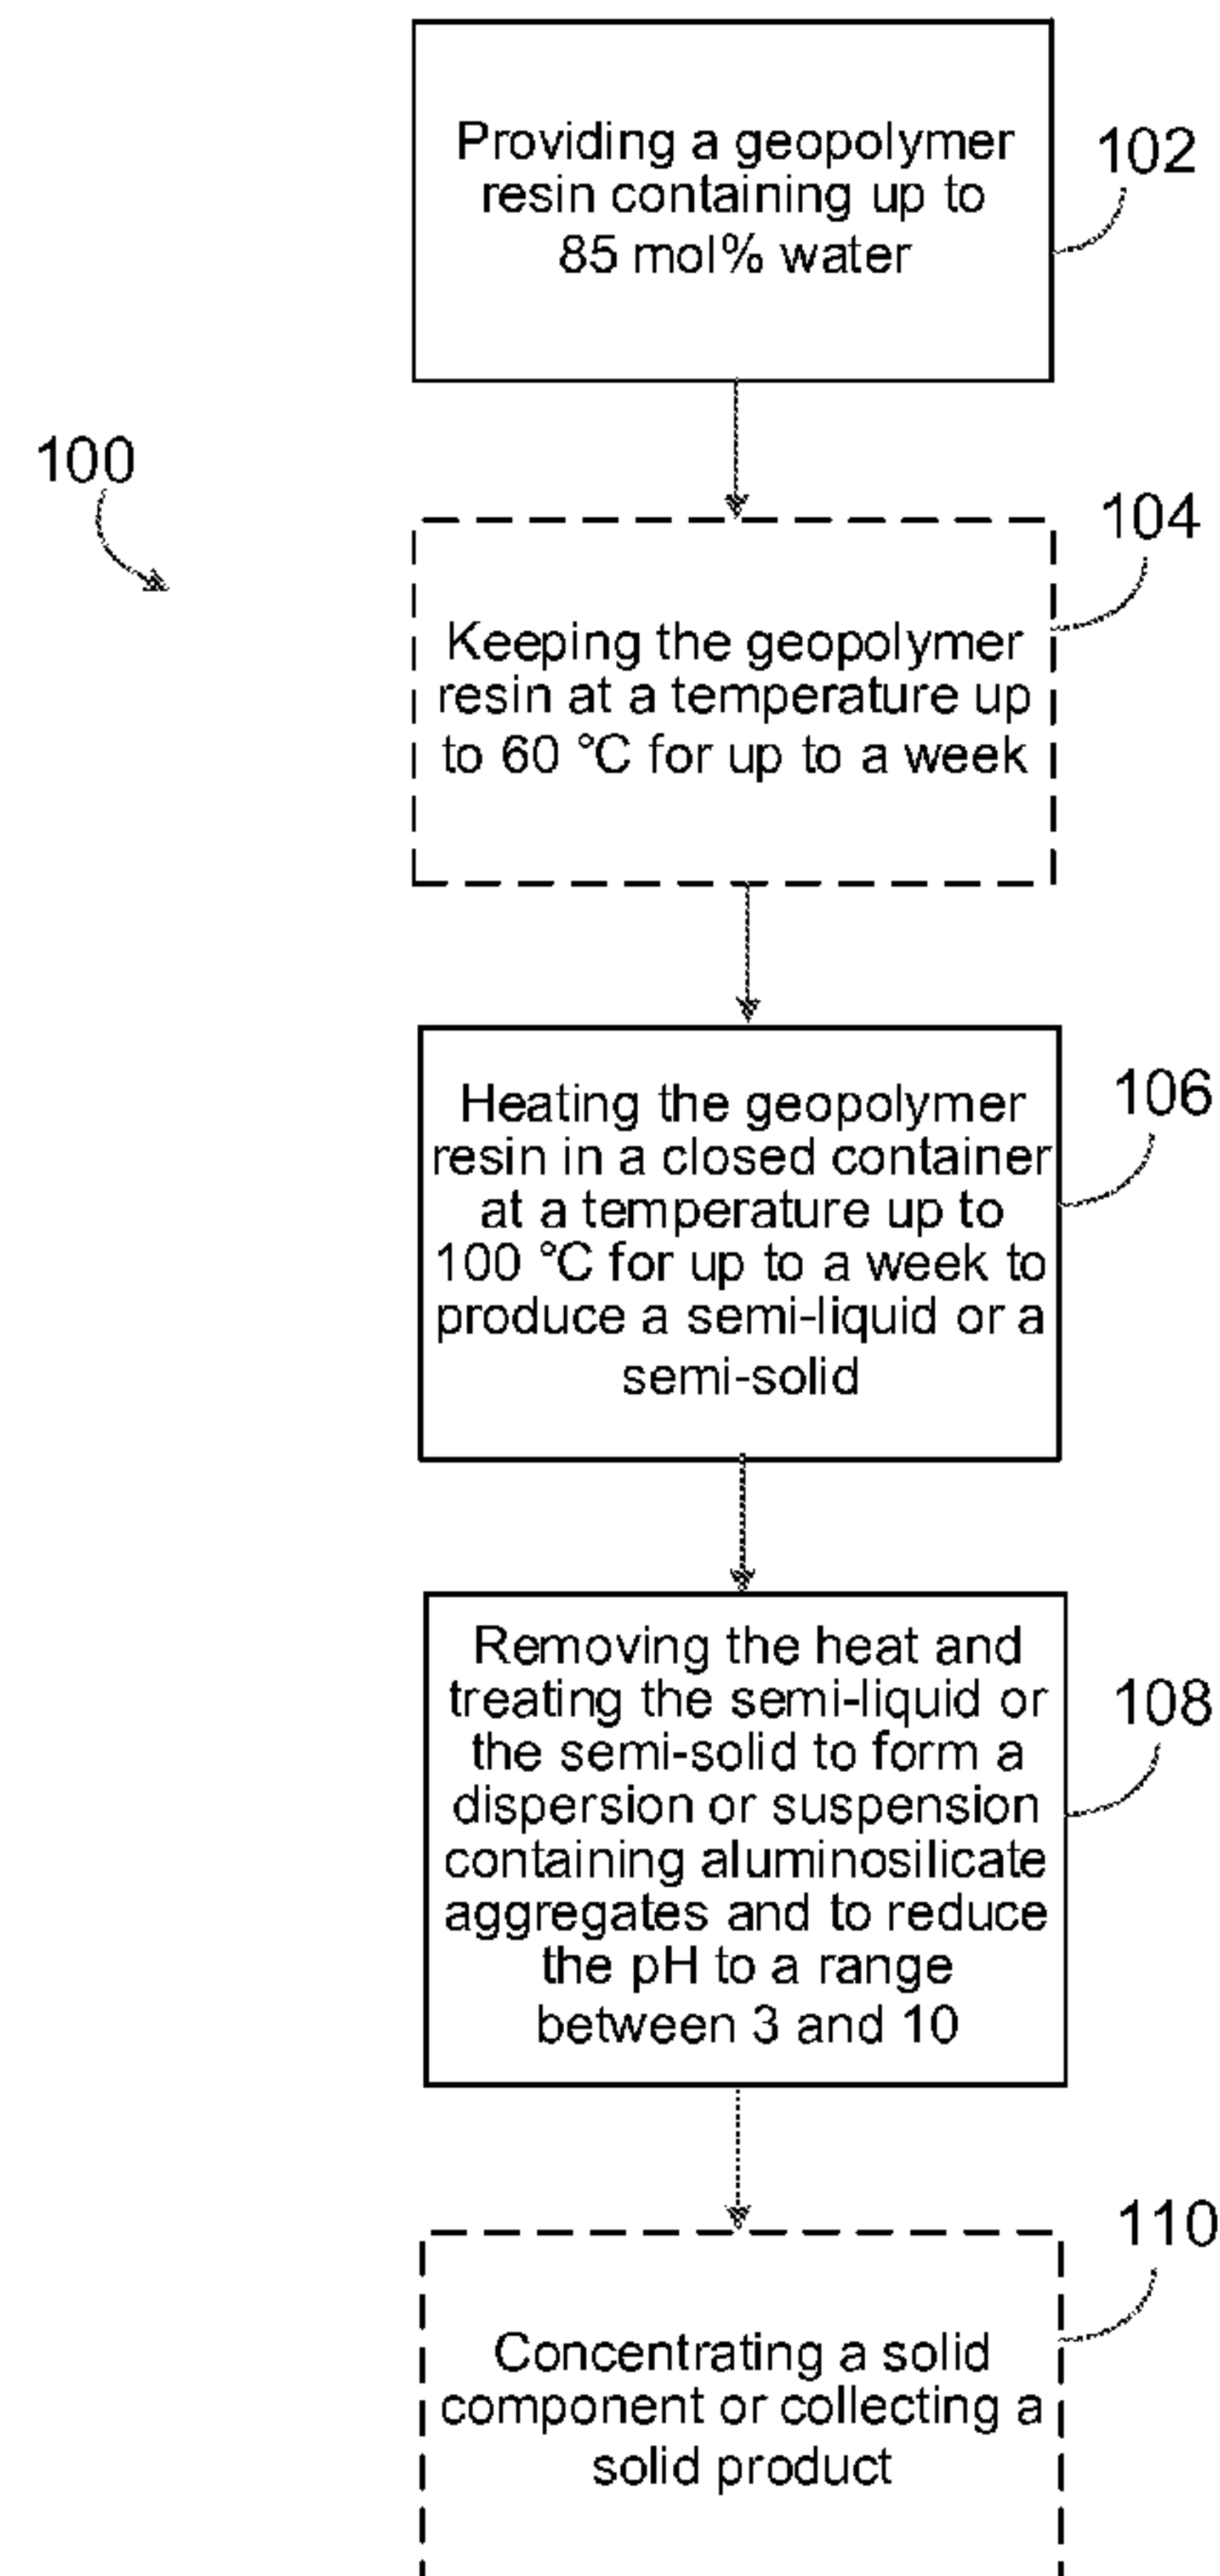 Providing a geopolymer
resin containing up to
85 mol% water
102
100
104
Keeping the geopolymer
resin at a temperature up
to 60 °C for up to a week
106
Heating the geopolymer
resin in a closed container
at a temperature up to
100 °C for up to a week to
produce a semi-liquid or a
semi-solid
108
Removing the heat and
treating the semi-liquid or
the semi-solid to form a
dispersion or suspension
containing aluminosilicate
aggregates and to reduce
the pH to a range
between 3 and 10
110
Concentrating a solid
component or collecting a
solid product